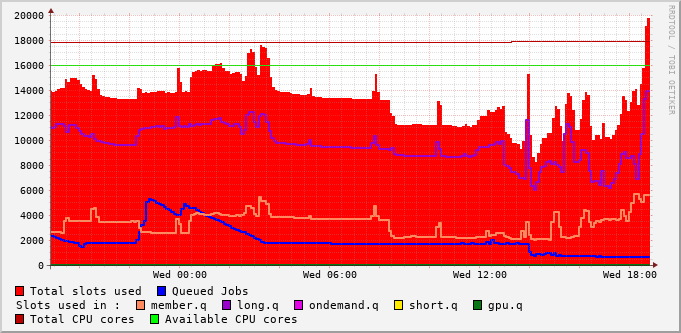 RRDTOOL / TOBI OETIKER
20000
18000
16000
14000
12000
10000
8000
6000
4000
2000
0
Wed 00:00 Wed 06:00 Wed 12:00 Wed 18:00
Total slots used Queued Jobs
Slots used in : member.q long.q ondemand.q short.q gpu.q
Total CPU cores Available CPU cores